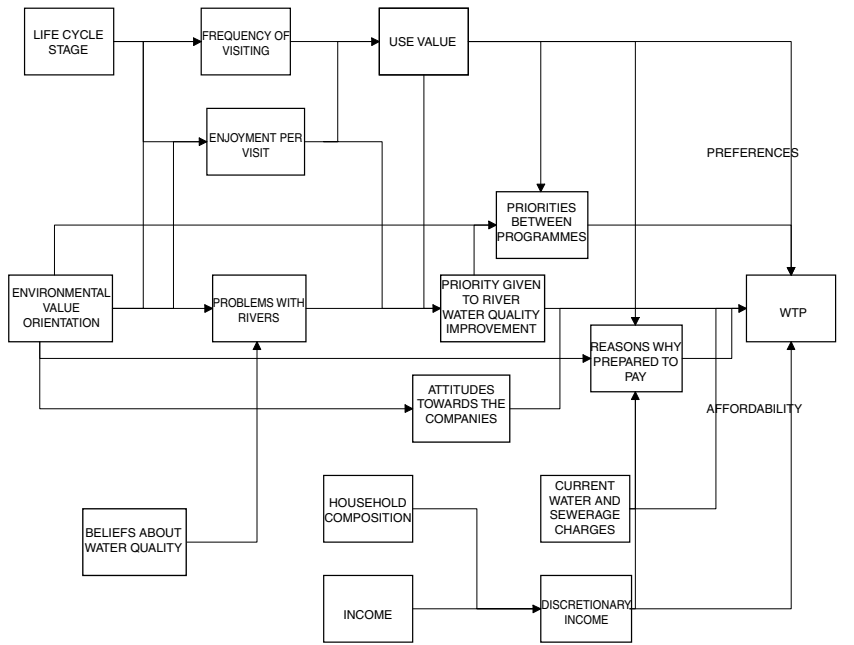 LIFE CYCLE
STAGE
FREQUENCY OF
VISITING
USE VALUE
ENJOYMENT PER
VISIT
PREFERENCES
PRIORITIES
BETWEEN
PROGRAMMES
ENVIRONMENTAL
VALUE
ORIENTATION
PROBLEMS WITH
RIVERS
PRIORITY GIVEN
TO RIVER
WATER QUALITY
IMPROVEMENT
WTP
REASONS WHY
PREPARED TO
PAY
ATTITUDES
TOWARDS THE
COMPANIES
AFFORDABILITY
HOUSEHOLD
COMPOSITION
CURRENT
WATER AND
SEWERAGE
CHARGES
BELIEFS ABOUT
WATER QUALITY
INCOME
DISCRETIONARY
INCOME